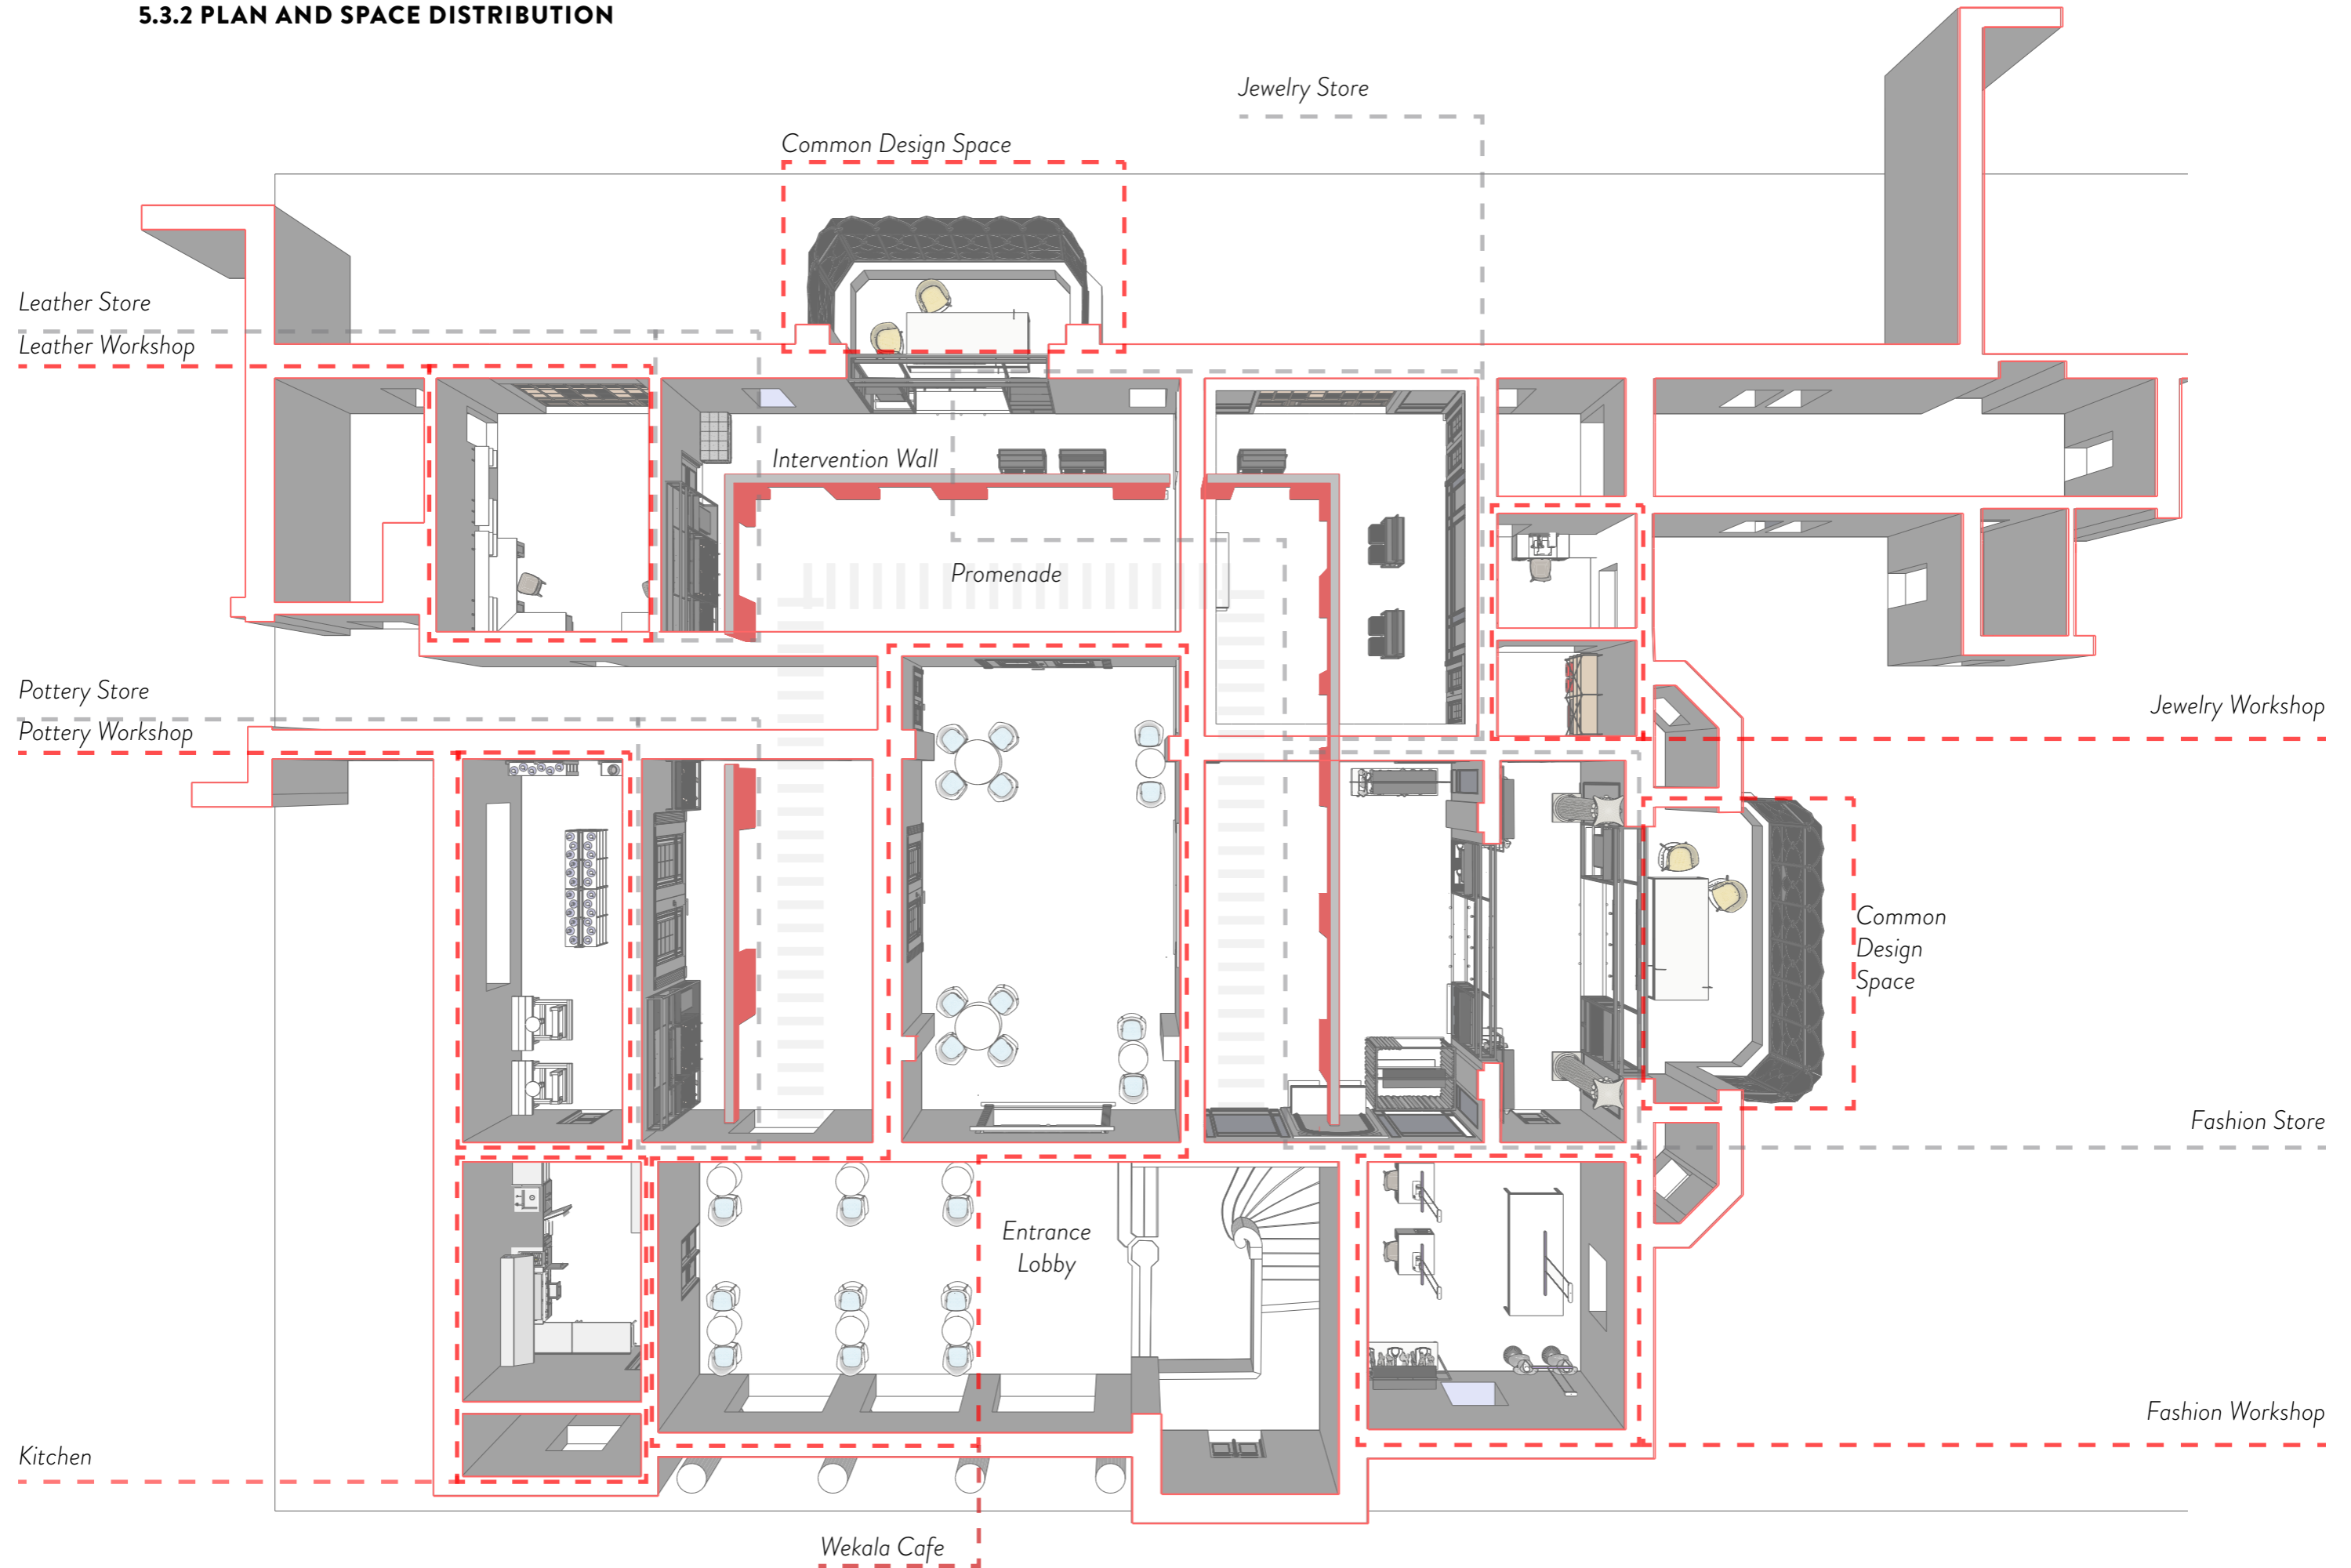 5.3.2 PLAN AND SPACE DISTRIBUTION
Jewelry Store
Common Design Space
Leather Store
Leather Workshop
Intervention Wall
Promenade
Pottery Store
Pottery Workshop
Jewelry Workshop
Common
Design
Space
Fashion Store
Entrance
Lobby
Fashion Workshop
Kitchen
Wekala Cafe